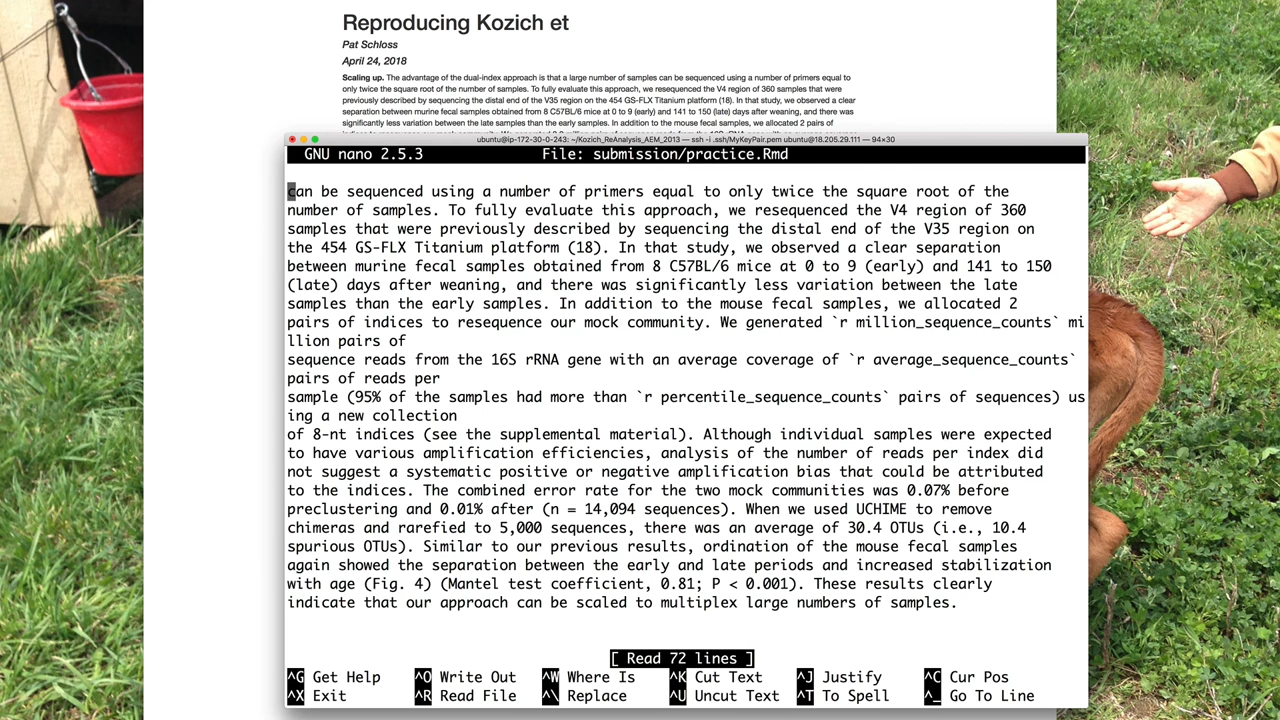 Reproducing Kozich et
Pat Schloss
April 24, 2018
Scaling up. The advantage of the dual-index approach is that a large number of samples can be sequenced using a number of primers equal to
only twice the square root of the number of samples. To fully evaluate this approach, we resequenced the V4 region of 360 samples that were
previously described by sequencing the distal end of the V35 region on the 454 GS-FLX Titanium platform (18). In that study, we observed a clear
separation between murine fecal samples obtained from 8 C57BL/6 mice at 0 to 9 (early) and 141 to 150 (late) days after weaning, and there was
significantly less variation between the late samples than the early samples. In addition to the mouse fecal samples, we allocated 2 pairs of
ubuntu@ip-172-30-0-243: ~/Kozich_ReAnalysis_AEM_2013 — ssh -i .ssh/MyKeyPair.pem ubuntu@18.205.29.111 — 94×30
GNU nano 2.5.3 File: submission/practice.Rmd
can be sequenced using a number of primers equal to only twice the square root of the
number of samples. To fully evaluate this approach, we resequenced the V4 region of 360
samples that were previously described by sequencing the distal end of the V35 region on
the 454 GS-FLX Titanium platform (18). In that study, we observed a clear separation
between murine fecal samples obtained from 8 C57BL/6 mice at 0 to 9 (early) and 141 to 150
(late) days after weaning, and there was significantly less variation between the late
samples than the early samples. In addition to the mouse fecal samples, we allocated 2
pairs of indices to resequence our mock community. We generated `r million_sequence_counts` mi
llion pairs of
sequence reads from the 16S rRNA gene with an average coverage of `r average_sequence_counts`
pairs of reads per
sample (95% of the samples had more than `r percentile_sequence_counts` pairs of sequences) us
ing a new collection
of 8-nt indices (see the supplemental material). Although individual samples were expected
to have various amplification efficiencies, analysis of the number of reads per index did
not suggest a systematic positive or negative amplification bias that could be attributed
to the indices. The combined error rate for the two mock communities was 0.07% before
preclustering and 0.01% after (n = 14,094 sequences). When we used UCHIME to remove
chimeras and rarefied to 5,000 sequences, there was an average of 30.4 OTUs (i.e., 10.4
spurious OTUs). Similar to our previous results, ordination of the mouse fecal samples
again showed the separation between the early and late periods and increased stabilization
with age (Fig. 4) (Mantel test coefficient, 0.81; P < 0.001). These results clearly
indicate that our approach can be scaled to multiplex large numbers of samples.
[ Read 72 lines ]
^G Get Help ^O Write Out ^W Where Is ^K Cut Text ^J Justify ^C Cur Pos
^X Exit ^R Read File ^\ Replace ^U Uncut Text ^T To Spell ^_ Go To Line